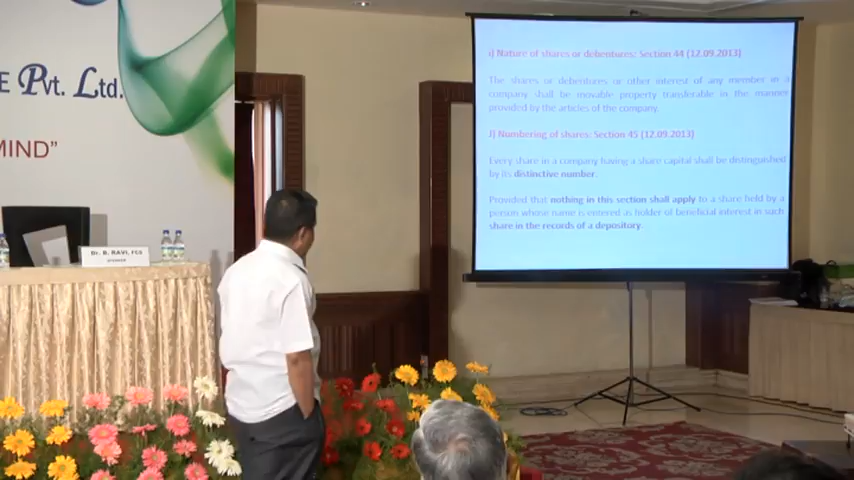 E Pvt. Ltd.
MIND”
Dr. B. RAVI, FCS
SPEAKER
i) Nature of shares or debentures: Section 44 (12.09.2013)
The shares or debentures or other interest of any member in a
company shall be movable property transferable in the manner
provided by the articles of the company.
J) Numbering of shares: Section 45 (12.09.2013)
Every share in a company having a share capital shall be distinguished
by its distinctive number.
Provided that nothing in this section shall apply to a share held by a
person whose name is entered as holder of beneficial interest in such
share in the records of a depository.